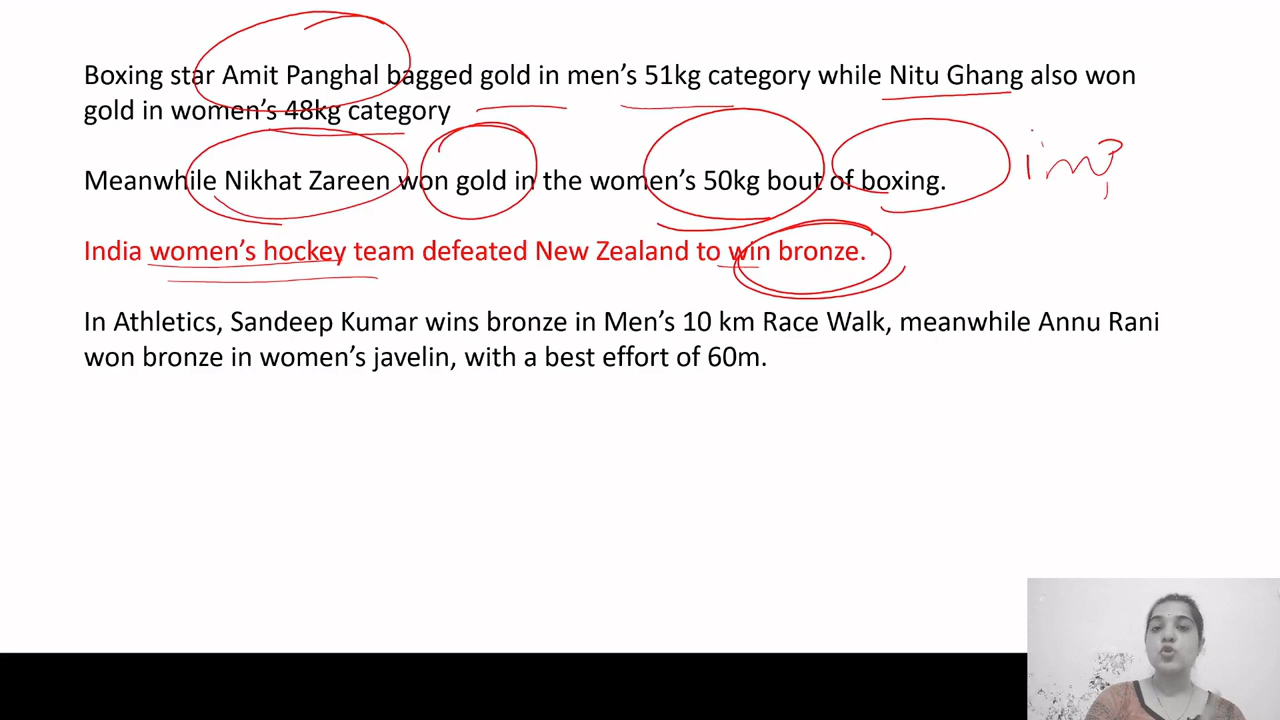 Boxing star Amit Panghal bagged gold in men’s 51kg category while Nitu Ghang also won
gold in women’s 48kg category
Meanwhile Nikhat Zareen won gold in the women’s 50kg bout of boxing.
imp
India women’s hockey team defeated New Zealand to win bronze.
In Athletics, Sandeep Kumar wins bronze in Men’s 10 km Race Walk, meanwhile Annu Rani
won bronze in women’s javelin, with a best effort of 60m.